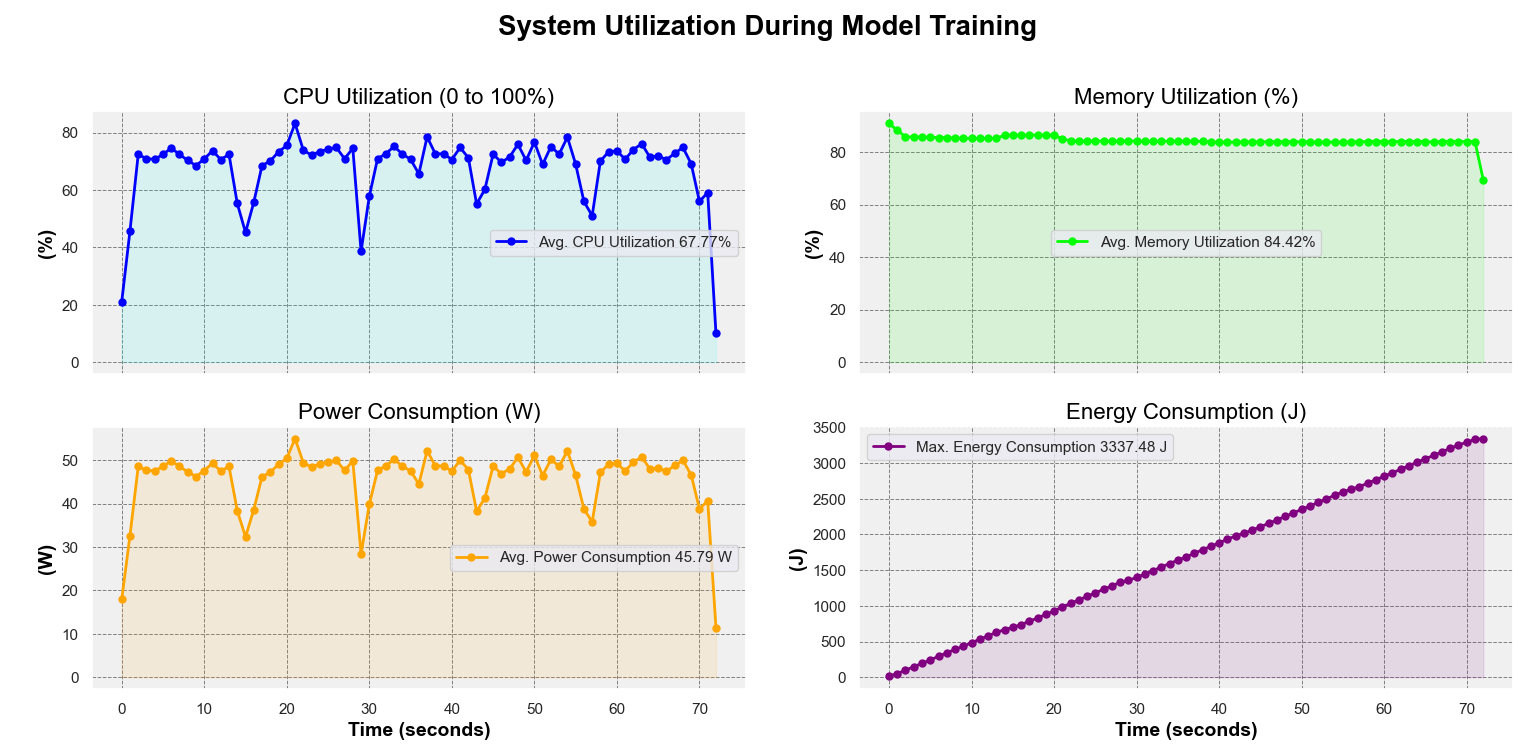 System Utilization During Model Training
CPU Utilization (0 to 100%)
80
60
40
20
0
(%)
Avg. CPU Utilization 67.77%
Memory Utilization (%)
80
60
40
20
0
(%)
Avg. Memory Utilization 84.42%
Power Consumption (W)
50
40
30
20
10
0
(W)
Avg. Power Consumption 45.79 W
0 10 20 30 40 50 60 70
Time (seconds)
Energy Consumption (J)
3500
3000
2500
2000
1500
1000
500
0
(J)
Max. Energy Consumption 3337.48 J
0 10 20 30 40 50 60 70
Time (seconds)